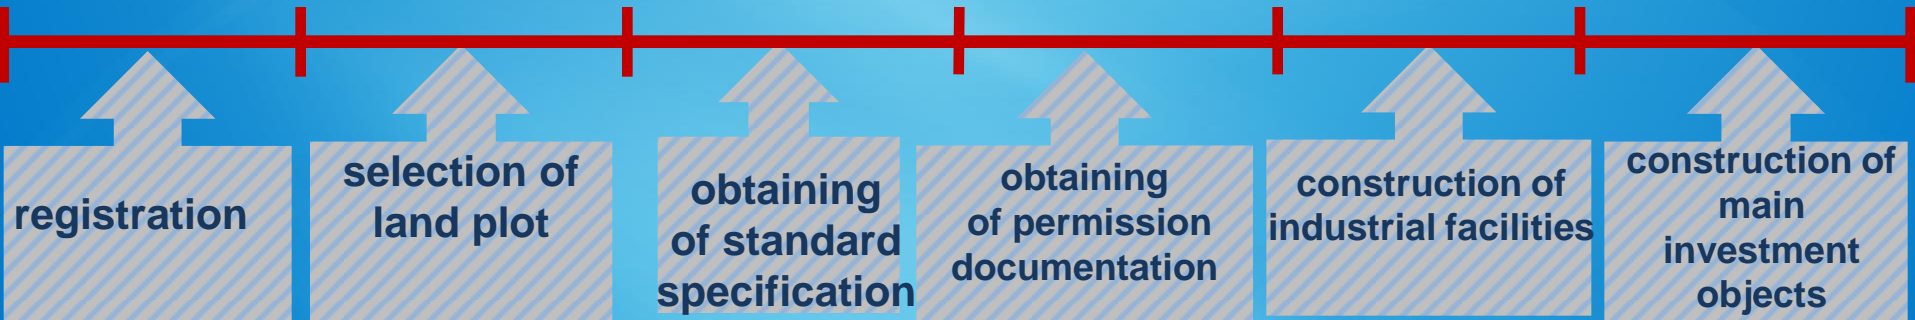 registration
selection of
land plot
obtaining
of standard
specification
obtaining
of permission
documentation
construction of
industrial facilities
construction of
main
investment
objects